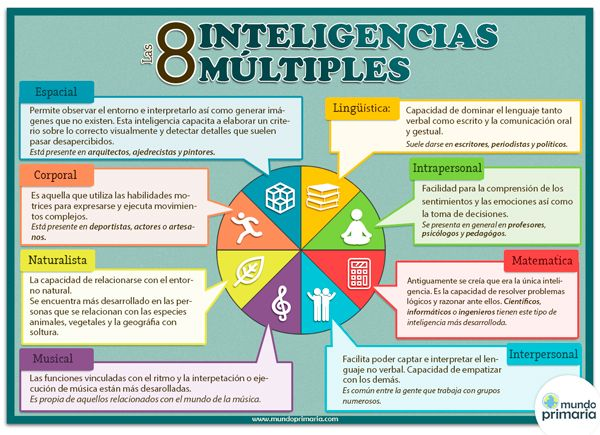 Las 8 INTELIGENCIAS
MÚLTIPLES
Espacial
Permite observar el entorno e interpretarlo así como generar imá-
genes que no existen. Esta inteligencia capacita a elaborar un crite-
rio sobre lo correcto visualmente y detectar detalles que suelen
pasar desapercibidos.
Está presente en arquitectos, ajedrecistas y pintores.
Lingüística:
Capacidad de dominar el lenguaje tanto
verbal como escrito y la comunicación oral
y gestual.
Suele darse en escritores, periodistas y políticos.
Corporal
Es aquella que utiliza las habilidades mo-
trices para expresarse y ejecuta movimien-
tos complejos.
Está presente en deportistas, actores o artesa-
nos.
Intrapersonal
Facilidad para la comprensión de los
sentimientos y las emociones así como
la toma de decisiones.
Se presenta en general en profesores,
psicólogos y pedagógos.
Naturalista
La capacidad de relacionarse con el entor-
no natural.
Se encuentra más desarrollado en las per-
sonas que se relacionan con las especies
animales, vegetales y la geográfia con
soltura.
Matematica
Antiguamente se creía que era la única inteli-
gencia. Es la capacidad de resolver problemas
lógicos y razonar ante ellos. Científicos,
informáticos o ingenieros tienen este tipo de
inteligencia más desarrollada.
Musical
Las funciones vinculadas con el ritmo y la interpetación o eje-
cución de música están más desarrolladas.
Es propia de aquellos relacionados con el mundo de la música.
Interpersonal
Facilita poder captar e interpretar el len-
guaje no verbal. Capacidad de empatizar
con los demás.
Es común entre la gente que trabaja con grupos
numerosos.
www.mundoprimaria.com
mundo
primaria